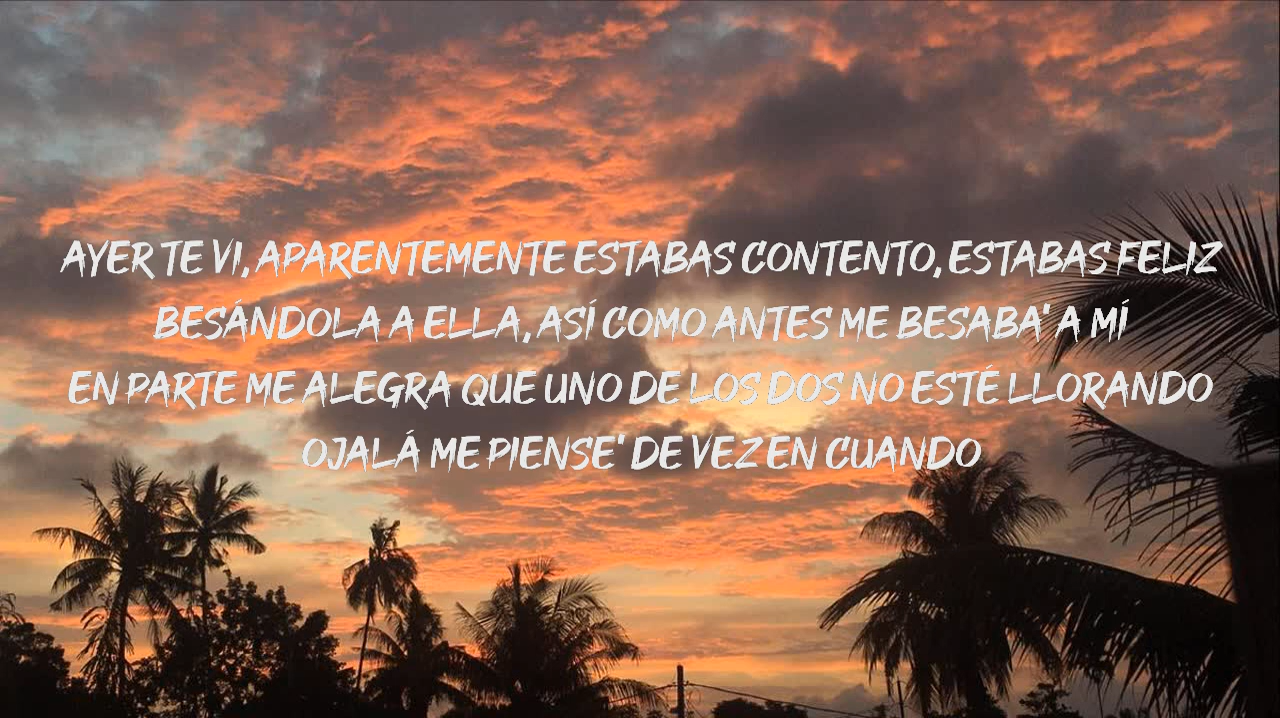 AYER TE VI, APARENTEMENTE ESTABAS CONTENTO, ESTABAS FELIZ
BESÁNDOLA A ELLA, ASÍ COMO ANTES ME BESABA' A MÍ
EN PARTE ME ALEGRA QUE UNO DE LOS DOS NO ESTÉ LLORANDO
OJALÁ ME PIENSE' DE VEZ EN CUANDO